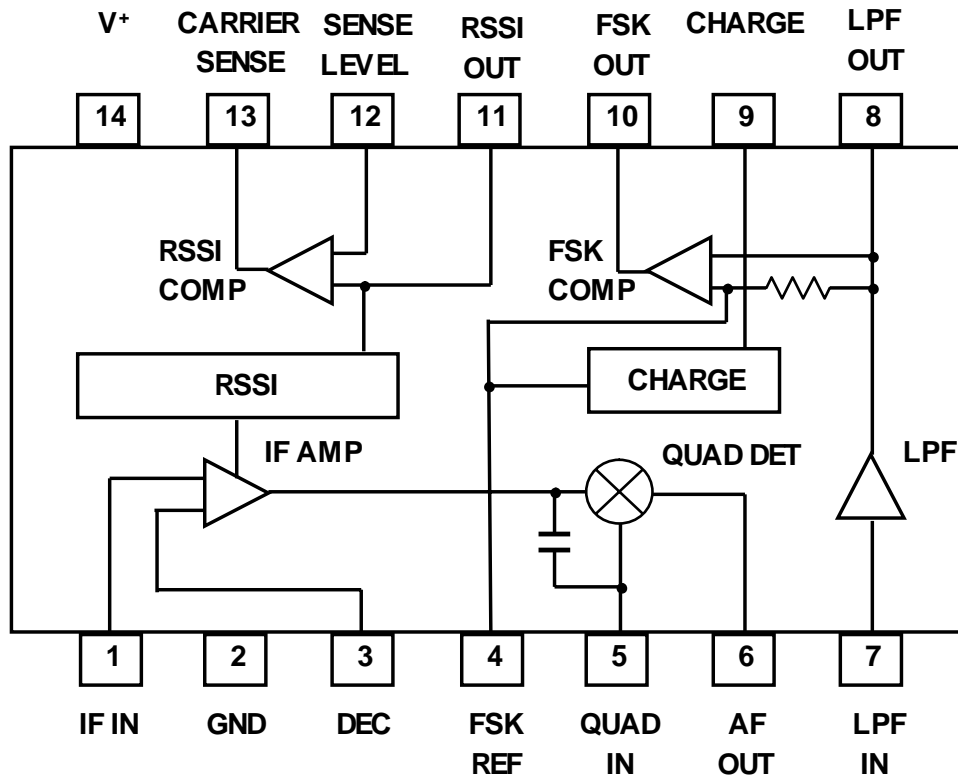 V+ CARRIER SENSE RSSI FSK CHARGE LPF
SENSE LEVEL OUT OUT OUT
14 13 12 11 10 9 8
RSSI
COMP
FSK
COMP
RSSI
CHARGE
IF AMP
QUAD DET
LPF
1 2 3 4 5 6 7
IF IN GND DEC FSK QUAD AF LPF
REF IN OUT IN